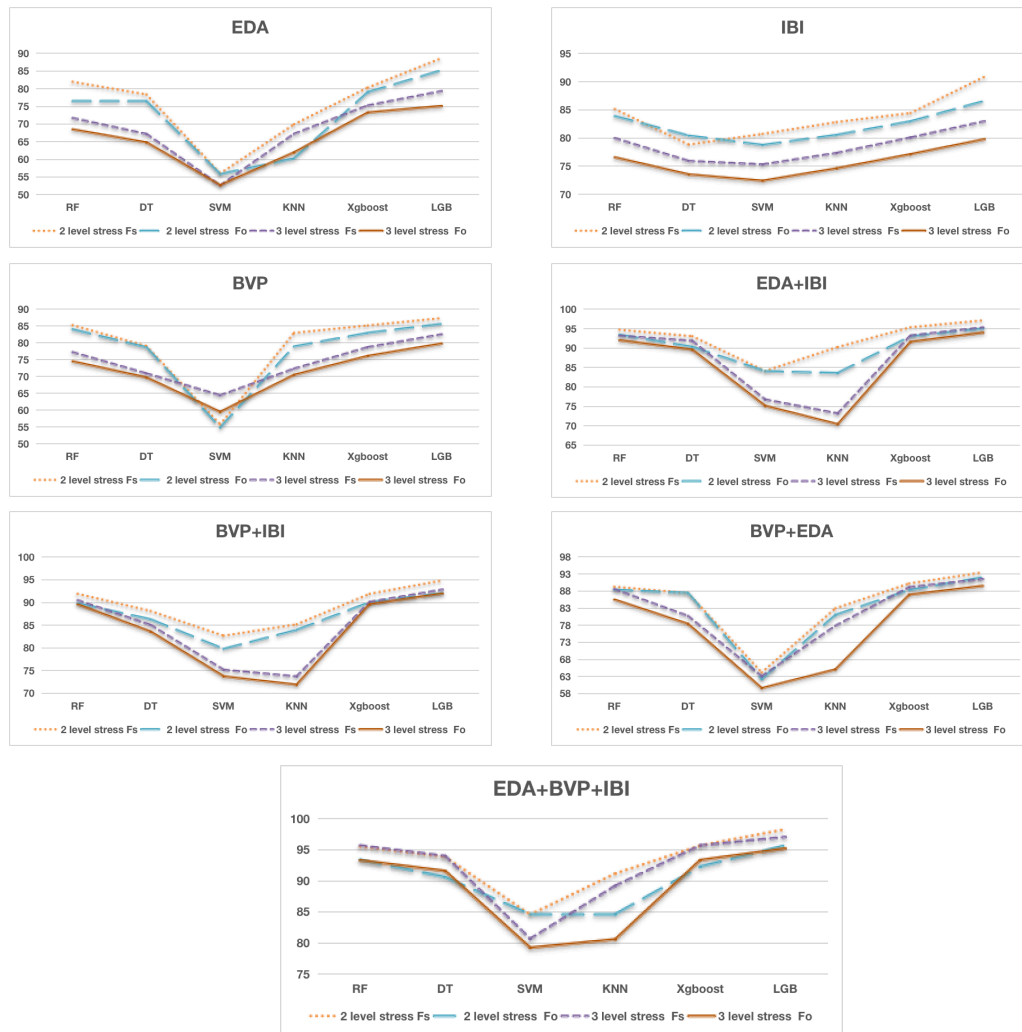 EDA
90
85
80
75
70
65
60
55
50
RF DT SVM KNN Xgboost LGB
2 level stress Fs 2 level stress Fo 3 level stress Fs 3 level stress Fo
IBI
95
90
85
80
75
70
RF DT SVM KNN Xgboost LGB
2 level stress Fs 2 level stress Fo 3 level stress Fs 3 level stress Fo
BVP
90
85
80
75
70
65
60
55
50
RF DT SVM KNN Xgboost LGB
2 level stress Fs 2 level stress Fo 3 level stress Fs 3 level stress Fo
EDA+IBI
100
95
90
85
80
75
70
65
RF DT SVM KNN Xgboost LGB
2 level stress Fs 2 level stress Fo 3 level stress Fs 3 level stress Fo
BVP+IBI
100
95
90
85
80
75
70
RF DT SVM KNN Xgboost LGB
2 level stress Fs 2 level stress Fo 3 level stress Fs 3 level stress Fo
BVP+EDA
98
93
88
83
78
73
68
63
58
RF DT SVM KNN Xgboost LGB
2 level stress Fs 2 level stress Fo 3 level stress Fs 3 level stress Fo
EDA+BVP+IBI
100
95
90
85
80
75
RF DT SVM KNN Xgboost LGB
2 level stress Fs 2 level stress Fo 3 level stress Fs 3 level stress Fo